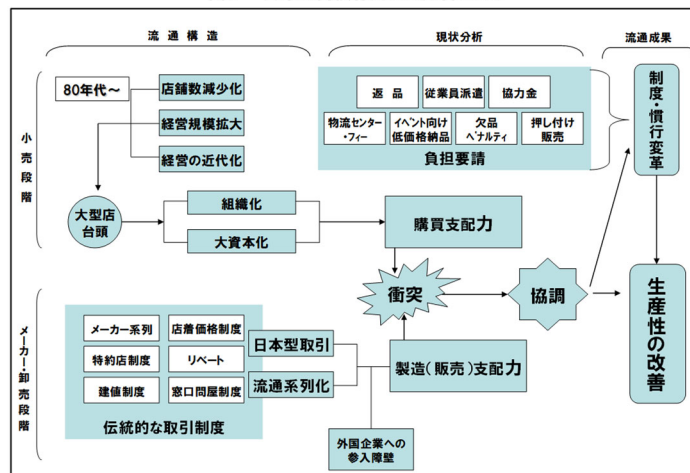 流通構造
現状分析
流通成果
小売段階
80年代～
店舗数減少化
経営規模拡大
経営の近代化
返品
従業員派遣
協力金
物流センター
・フィー
イベント向け
低価格納品
欠品
ペナルティ
押し付け
販売
負担要請
制度・慣行変革
大型店
台頭
組織化
大資本化
購買支配力
衝突
協調
生産性の改善
メーカー・卸売段階
メーカー系列
店着価格制度
特約店制度
リベート
建値制度
窓口問屋制度
伝統的な取引制度
日本型取引
流通系列化
製造（販売）支配力
外国企業への
参入障壁